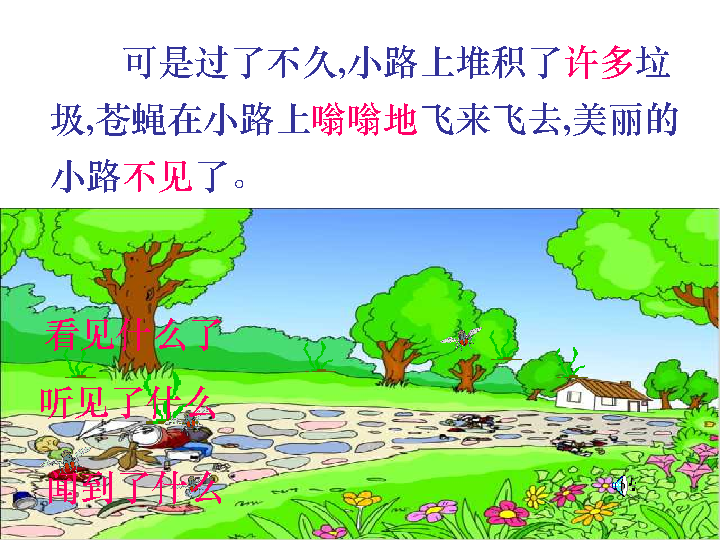 可是过了不久,小路上堆积了许多垃
圾,苍蝇在小路上嗡嗡地飞来飞去,美丽的
小路不见了。
看见什么了
听见了什么
闻到了什么